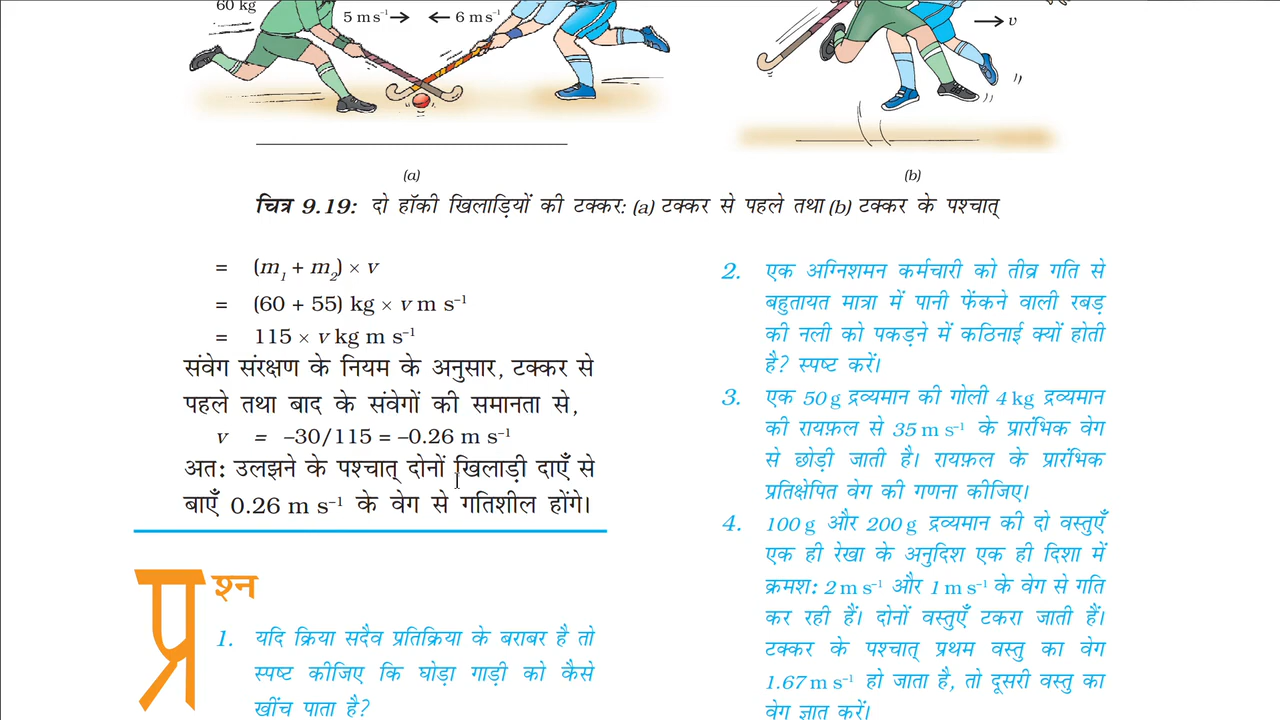 60 kg
5 m s⁻¹ → ← 6 m s⁻¹
→ v
(a)
(b)
चित्र 9.19: दो हॉकी खिलाड़ियों की टक्कर: (a) टक्कर से पहले तथा (b) टक्कर के पश्चात्
= (m₁ + m₂) × v
= (60 + 55) kg × v m s⁻¹
= 115 × v kg m s⁻¹
संवेग संरक्षण के नियम के अनुसार, टक्कर से
पहले तथा बाद के संवेगों की समानता से,
v = –30/115 = –0.26 m s⁻¹
अत: उलझने के पश्चात् दोनों खिलाड़ी दाएँ से
बाएँ 0.26 m s⁻¹ के वेग से गतिशील होंगे।
प्रश्न
1. यदि क्रिया सदैव प्रतिक्रिया के बराबर है तो
स्पष्ट कीजिए कि घोड़ा गाड़ी को कैसे
खींच पाता है?
2. एक अग्निशमन कर्मचारी को तीव्र गति से
बहुतायत मात्रा में पानी फेंकने वाली रबड़
की नली को पकड़ने में कठिनाई क्यों होती
है? स्पष्ट करें।
3. एक 50 g द्रव्यमान की गोली 4 kg द्रव्यमान
की रायफ़ल से 35 m s⁻¹ के प्रारंभिक वेग
से छोड़ी जाती है। रायफ़ल के प्रारंभिक
प्रतिक्षेपित वेग की गणना कीजिए।
4. 100 g और 200 g द्रव्यमान की दो वस्तुएँ
एक ही रेखा के अनुदिश एक ही दिशा में
क्रमश: 2 m s⁻¹ और 1 m s⁻¹ के वेग से गति
कर रही हैं। दोनों वस्तुएँ टकरा जाती हैं।
टक्कर के पश्चात् प्रथम वस्तु का वेग
1.67 m s⁻¹ हो जाता है, तो दूसरी वस्तु का
वेग ज्ञात करें।